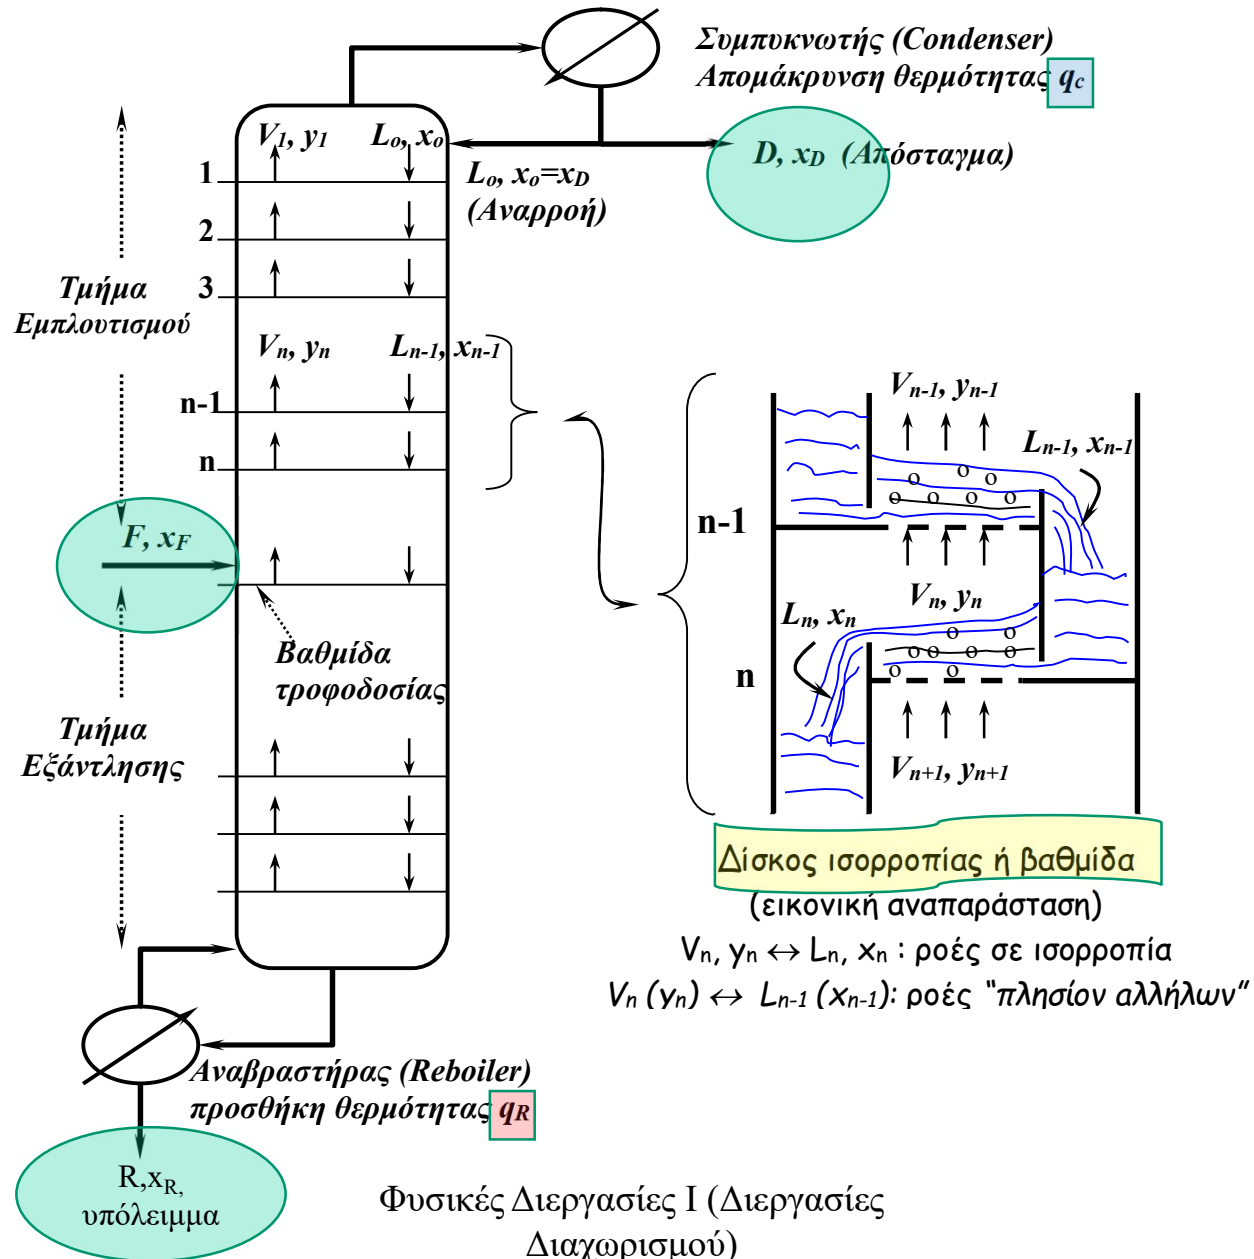 Συμπυκνωτής (Condenser)
Απομάκρυνση θερμότητας qc
V1, y1
Lo, xo
D, xD (Απόσταγμα)
Lo, xo=xD
(Αναρροή)
1
2
3
Τμήμα
Εμπλουτισμού
Vn, yn
Ln-1, xn-1
n-1
n
F, xF
Βαθμίδα
τροφοδοσίας
Τμήμα
Εξάντλησης
Vn-1, yn-1
Ln-1, xn-1
n-1
Vn, yn
Ln, xn
n
Vn+1, yn+1
Δίσκος ισορροπίας ή βαθμίδα
(εικονική αναπαράσταση)
Vn, yn ↔ Ln, xn : ροές σε ισορροπία
Vn (yn) ↔ Ln-1 (xn-1): ροές “πλησίον αλλήλων”
Αναβραστήρας (Reboiler)
προσθήκη θερμότητας qR
R,xR,
υπόλειμμα
Φυσικές Διεργασίες Ι (Διεργασίες
Διαχωρισμού)